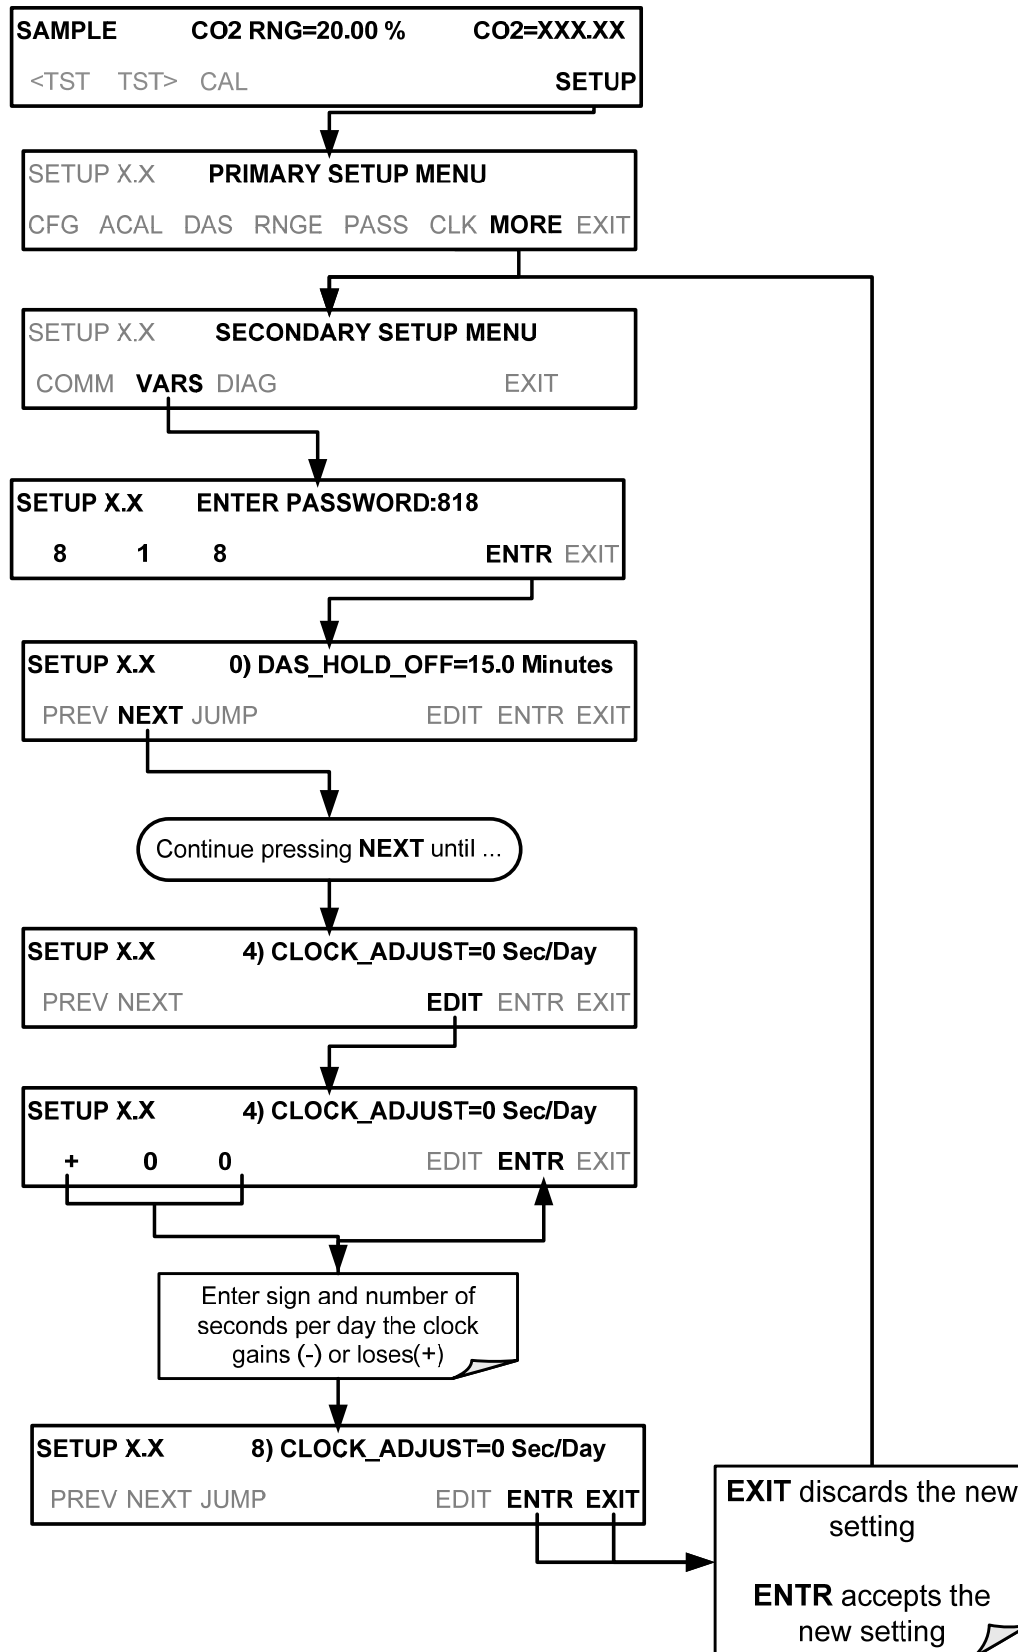 SAMPLE CO2 RNG=20.00 % CO2=XXX.XX
<TST TST> CAL SETUP
SETUP X.X PRIMARY SETUP MENU
CFG ACAL DAS RNGE PASS CLK MORE EXIT
SETUP X.X SECONDARY SETUP MENU
COMM VARS DIAG EXIT
SETUP X.X ENTER PASSWORD:818
8 1 8 ENTR EXIT
SETUP X.X 0) DAS_HOLD_OFF=15.0 Minutes
PREV NEXT JUMP EDIT ENTR EXIT
Continue pressing NEXT until ...
SETUP X.X 4) CLOCK_ADJUST=0 Sec/Day
PREV NEXT EDIT ENTR EXIT
SETUP X.X 4) CLOCK_ADJUST=0 Sec/Day
+ 0 0 EDIT ENTR EXIT
Enter sign and number of
seconds per day the clock
gains (-) or loses(+)
SETUP X.X 8) CLOCK_ADJUST=0 Sec/Day
PREV NEXT JUMP EDIT ENTR EXIT
EXIT discards the new
setting
ENTR accepts the
new setting